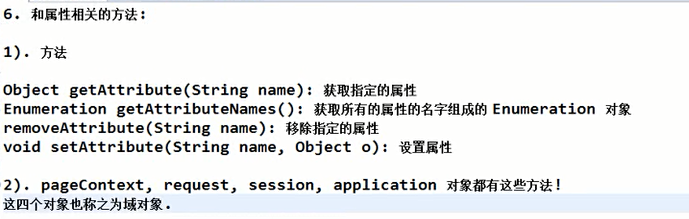 6. 和属性相关的方法:
1). 方法
Object getAttribute(String name): 获取指定的属性
Enumeration getAttributeNames(): 获取所有的属性的名字组成的 Enumeration 对象
removeAttribute(String name): 移除指定的属性
void setAttribute(String name, Object o): 设置属性
2). pageContext, request, session, application 对象都有这些方法!
这四个对象也称之为域对象.